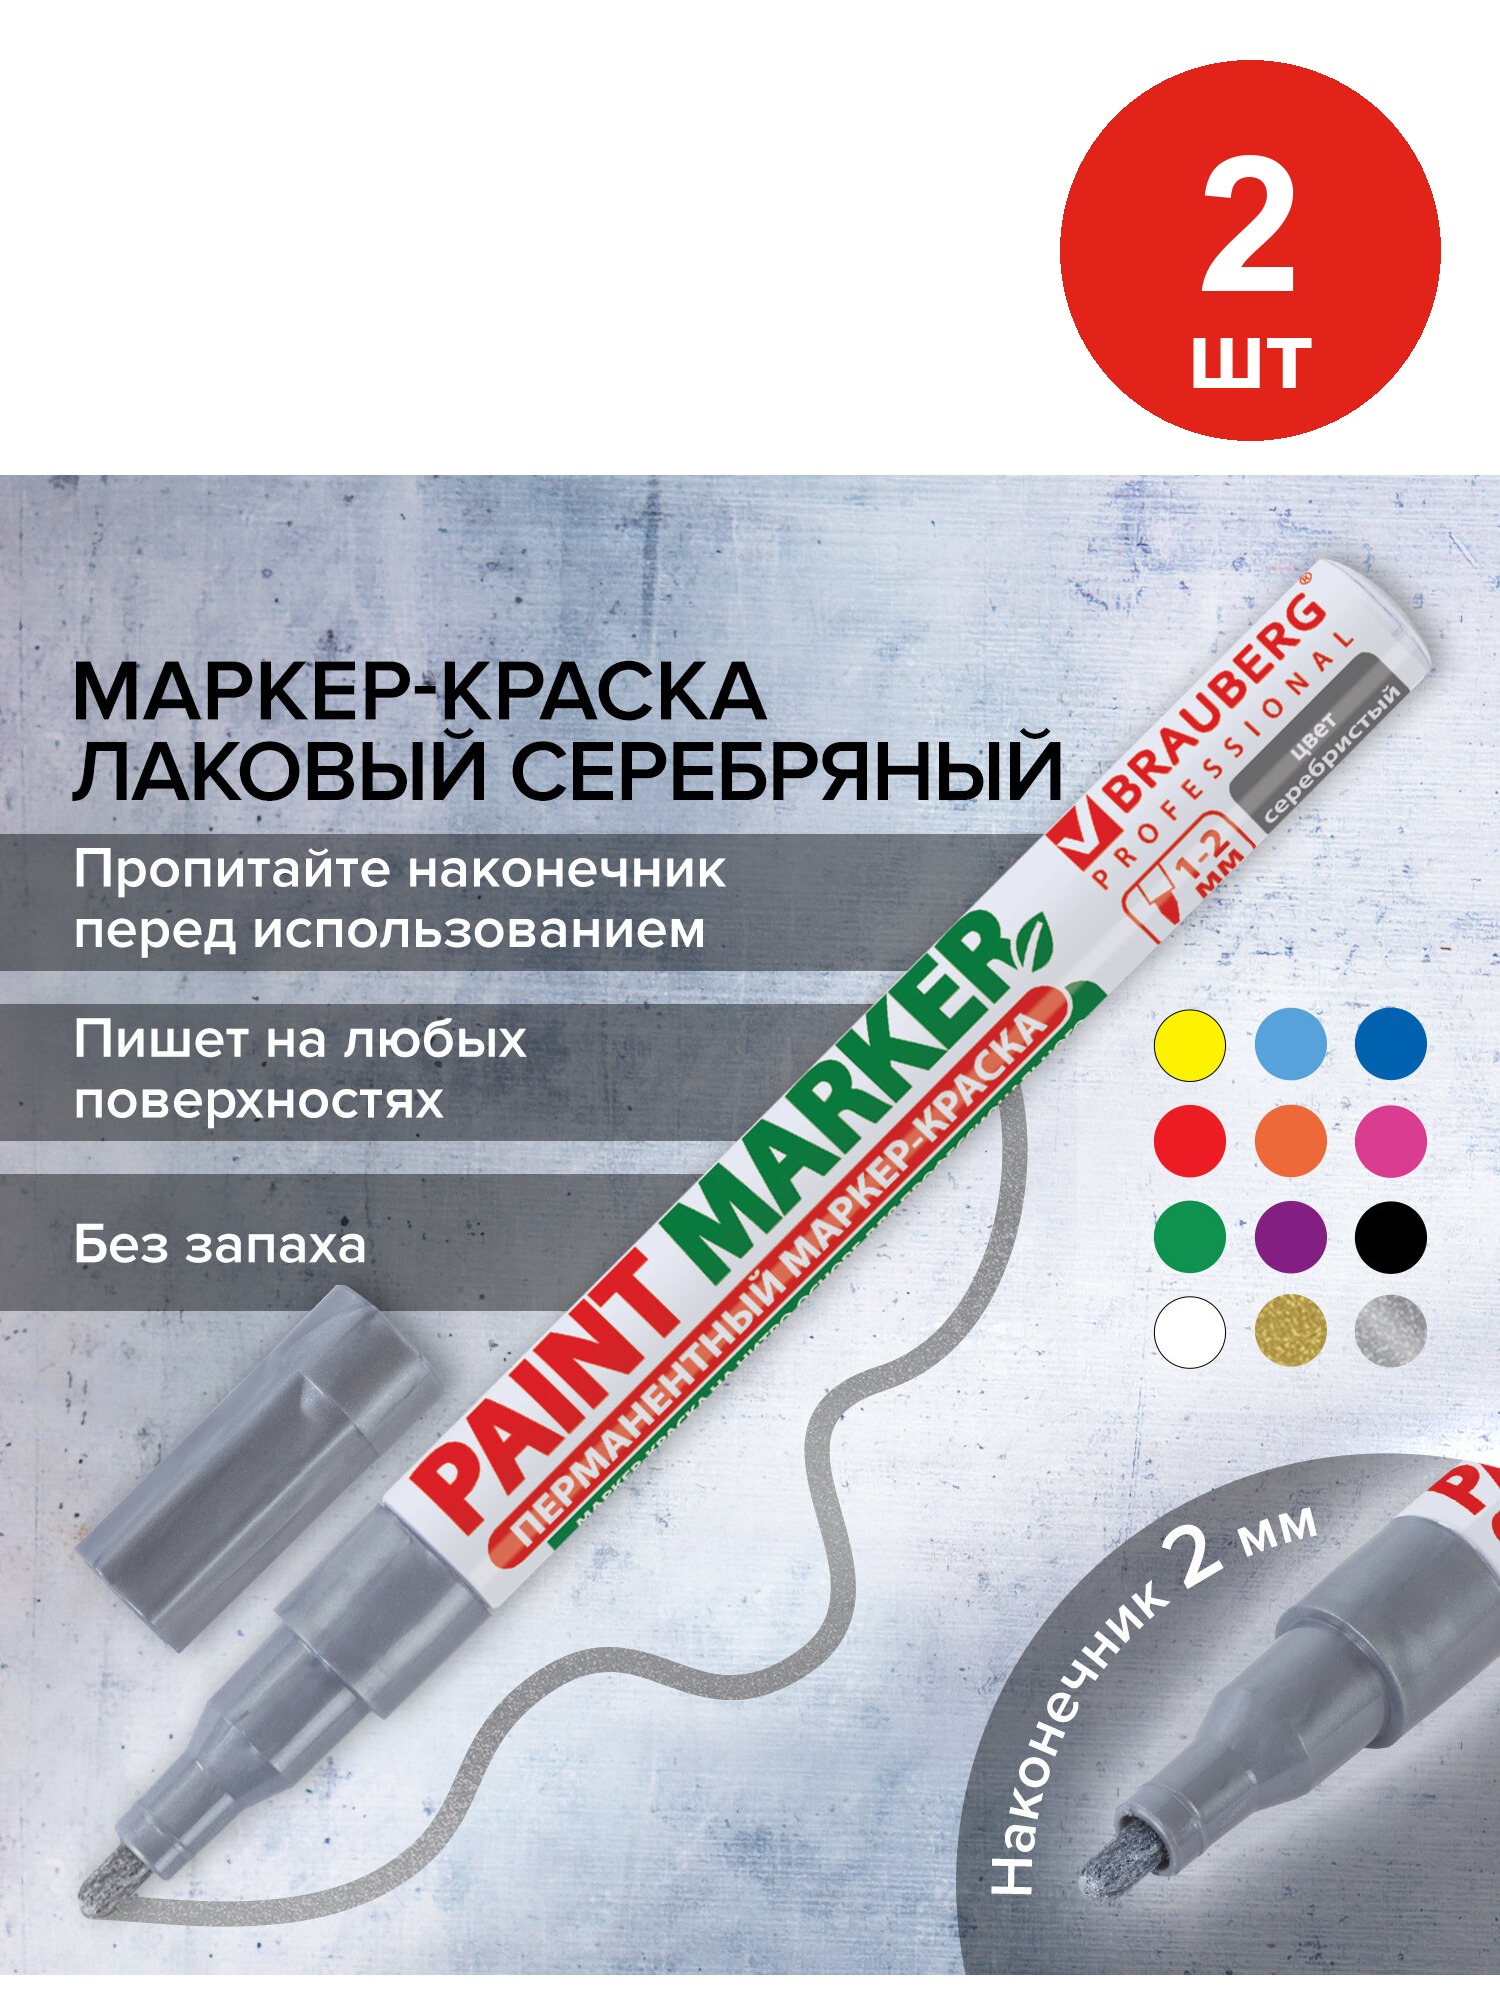 2
шт
МАРКЕР-КРАСКА
ЛАКОВЫЙ СЕРЕБРЯНЫЙ
Пропитайте наконечник
перед использованием
Пишет на любых
поверхностях
Без запаха
BRAUBERG®
PROFESSIONAL
цвет
серебристый
1-2
мм
PAINT MARKER
ПЕРМАНЕНТНЫЙ МАРКЕР-КРАСКА
Наконечник 2 мм